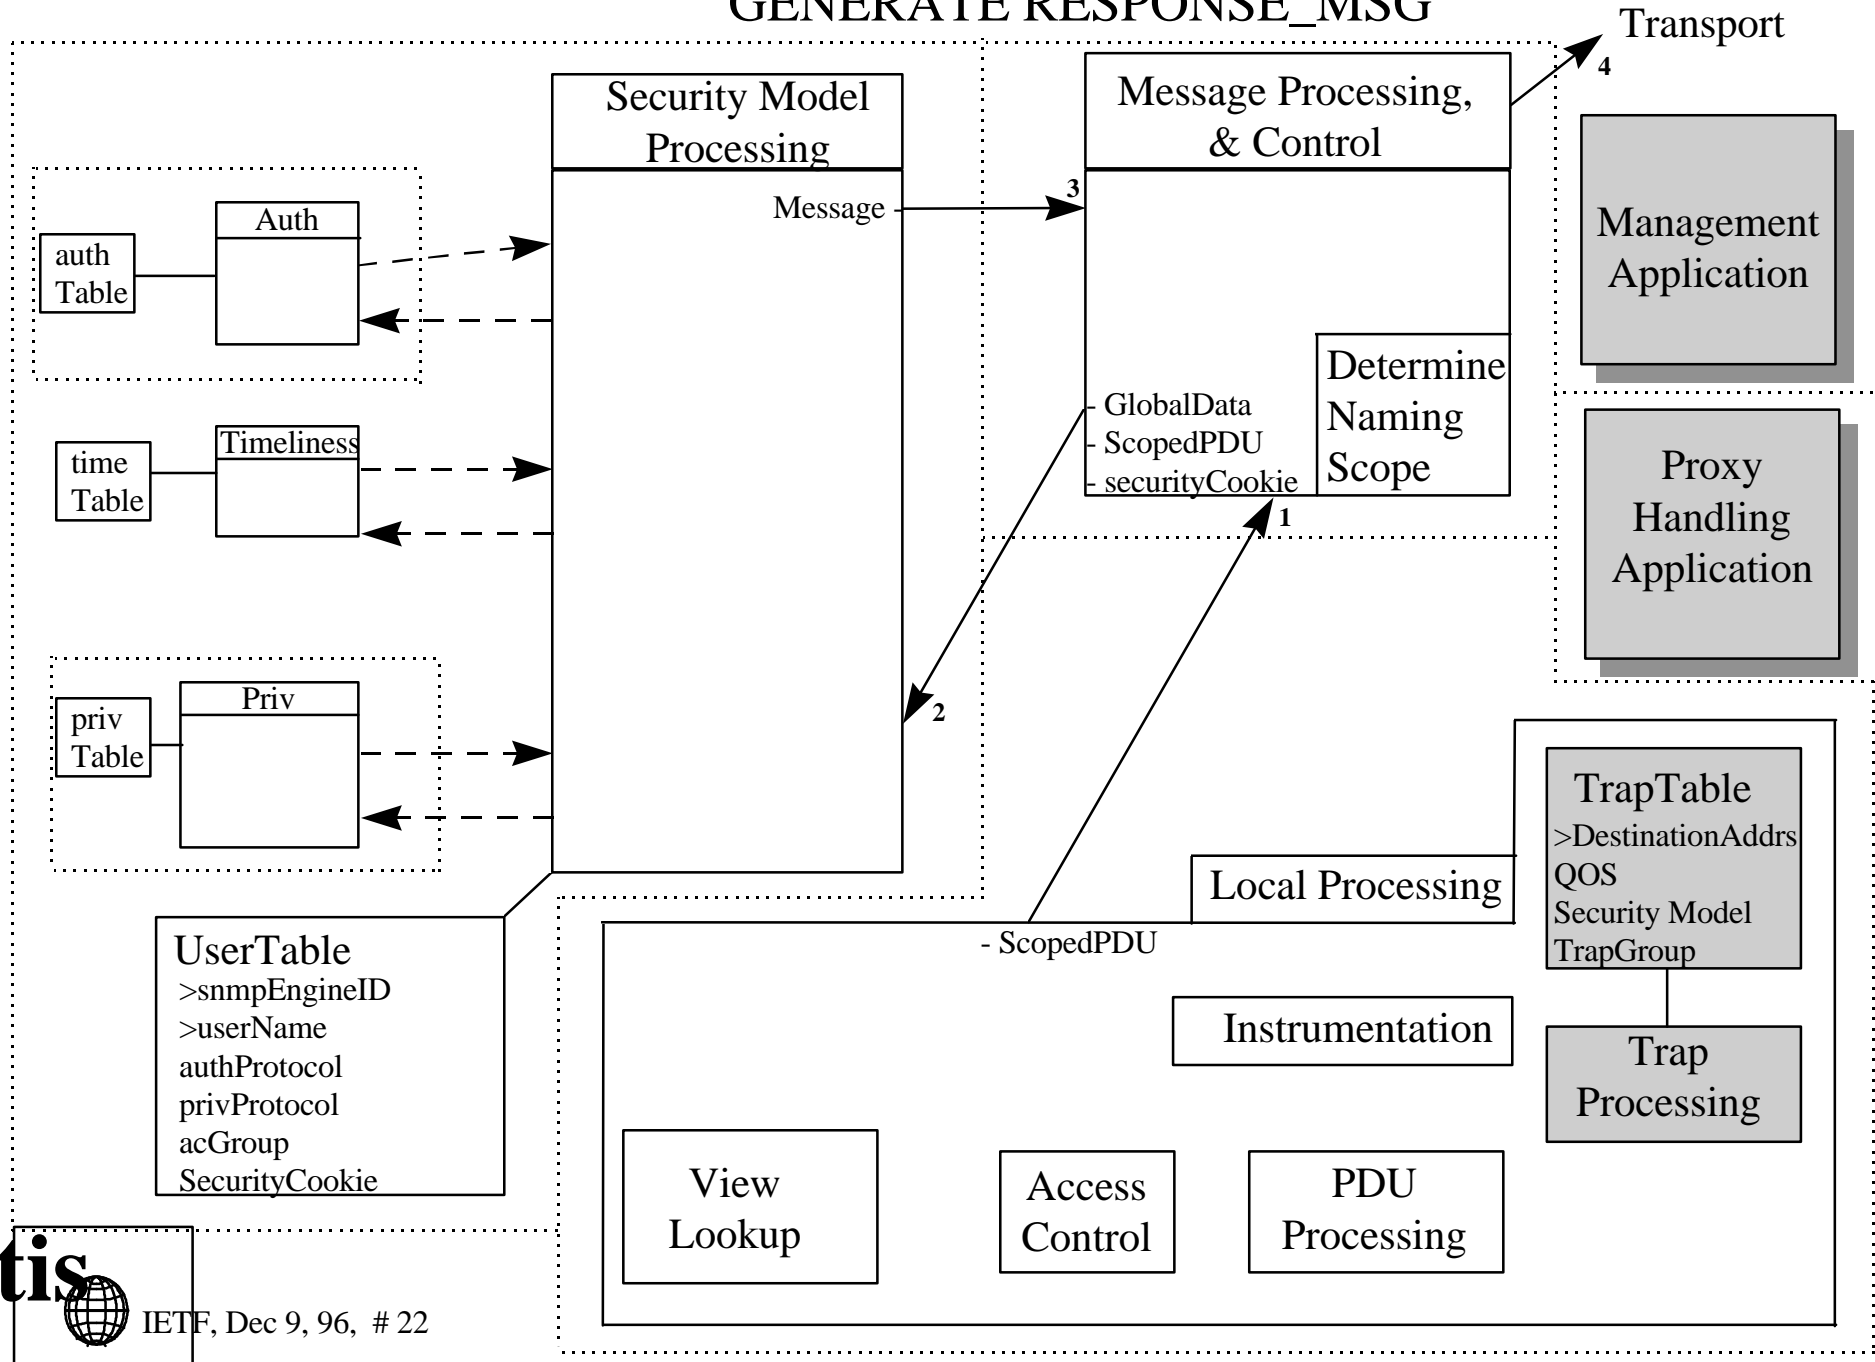 GENERATE RESPONSE_MSG
Transport
4
Security Model
Processing
Message Processing,
& Control
Message -
3
Auth
auth
Table
Management
Application
Determine
Naming
Scope
- GlobalData
- ScopedPDU
- securityCookie
1
Timeliness
time
Table
Proxy
Handling
Application
Priv
priv
Table
2
TrapTable
>DestinationAddrs
QOS
Security Model
TrapGroup
Local Processing
- ScopedPDU
UserTable
>snmpEngineID
>userName
authProtocol
privProtocol
acGroup
SecurityCookie
Instrumentation
Trap
Processing
View
Lookup
Access
Control
PDU
Processing
tis
IETF, Dec 9, 96, # 22